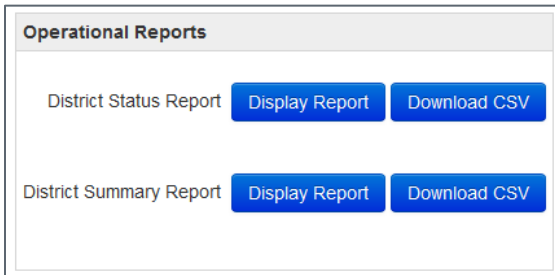 Operational Reports
District Status Report Display Report Download CSV
District Summary Report Display Report Download CSV